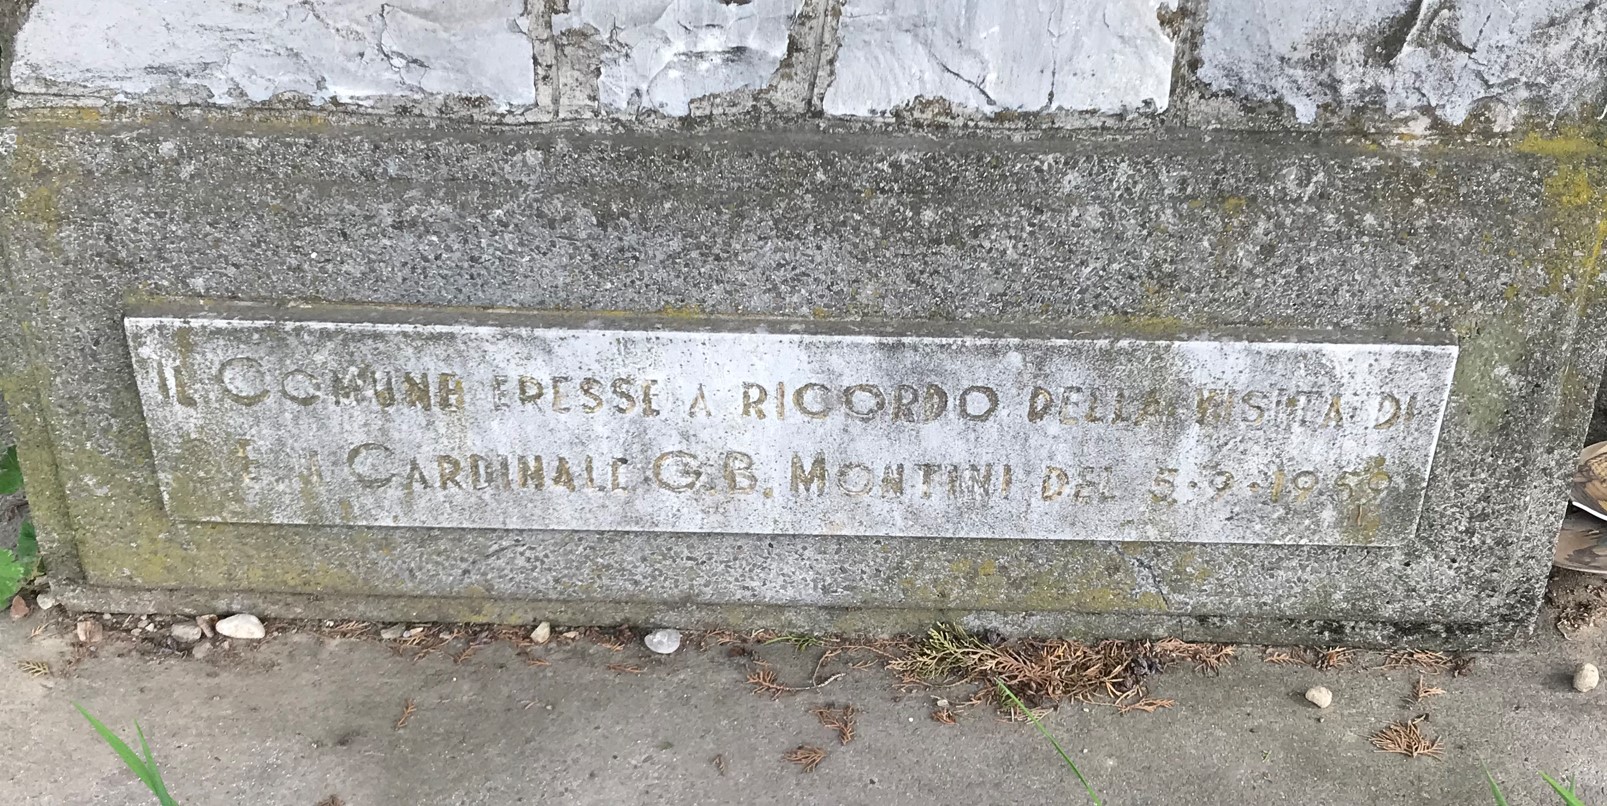 IL COMUNE ERESSE A RICORDO DELLA VISITA DI
CARDINALE G.B. MONTINI DEL 5-9-1959